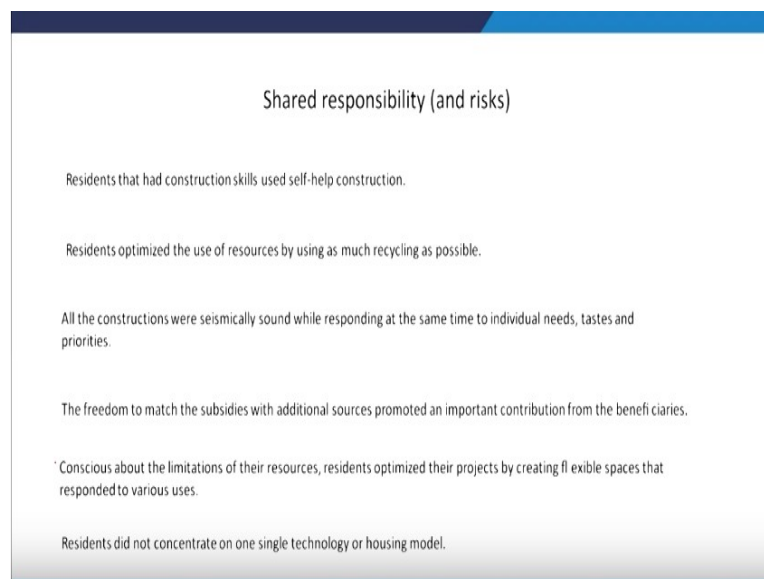 Shared responsibility (and risks)
Residents that had construction skills used self-help construction.
Residents optimized the use of resources by using as much recycling as possible.
All the constructions were seismically sound while responding at the same time to individual needs, tastes and
priorities.
The freedom to match the subsidies with additional sources promoted an important contribution from the benefi ciaries.
Conscious about the limitations of their resources, residents optimized their projects by creating fl exible spaces that
responded to various uses.
Residents did not concentrate on one single technology or housing model.